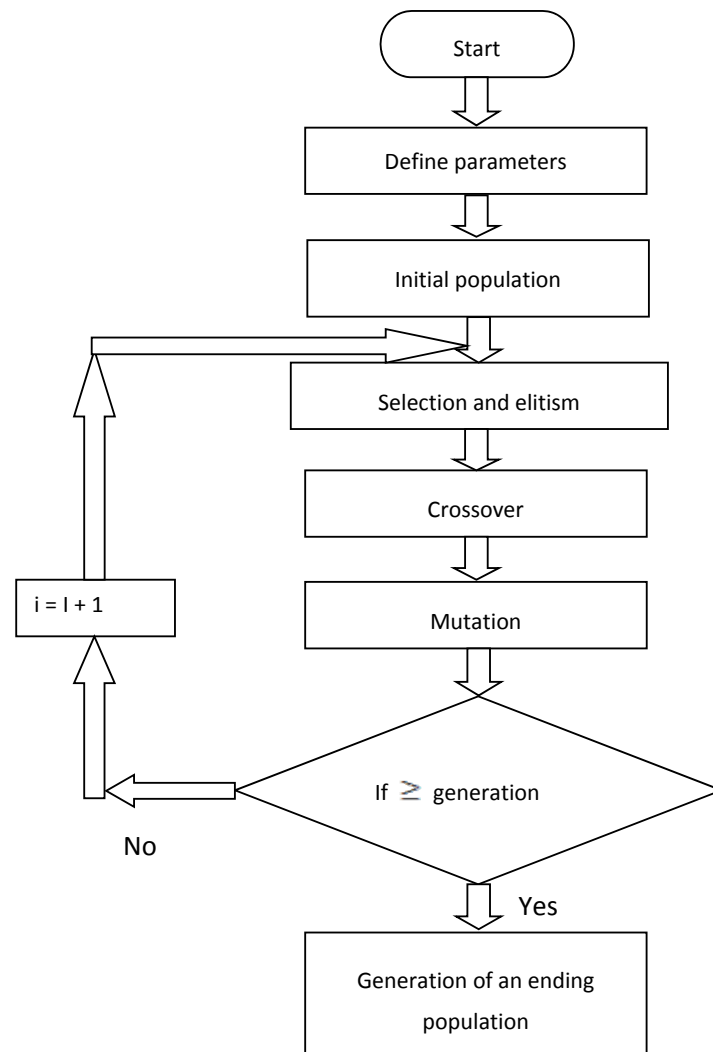 Start
Define parameters
Initial population
Selection and elitism
Crossover
i = I + 1
Mutation
If ≥ generation
No
Yes
Generation of an ending
population